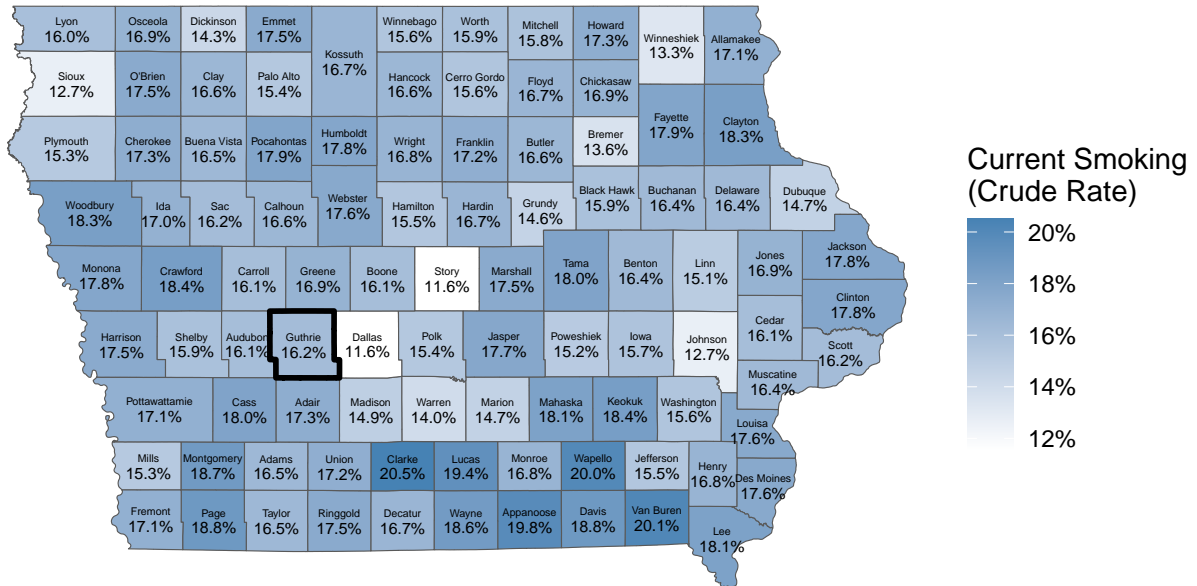 Lyon
16.0%
Osceola
16.9%
Dickinson
14.3%
Emmet
17.5%
Kossuth
16.7%
Winnebago
15.6%
Worth
15.9%
Mitchell
15.8%
Howard
17.3%
Winneshiek
13.3%
Allamakee
17.1%
Sioux
12.7%
O'Brien
17.5%
Clay
16.6%
Palo Alto
15.4%
Hancock
16.6%
Cerro Gordo
15.6%
Floyd
16.7%
Chickasaw
16.9%
Fayette
17.9%
Clayton
18.3%
Plymouth
15.3%
Cherokee
17.3%
Buena Vista
16.5%
Pocahontas
17.9%
Humboldt
17.8%
Wright
16.8%
Franklin
17.2%
Butler
16.6%
Bremer
13.6%
Woodbury
18.3%
Ida
17.0%
Sac
16.2%
Calhoun
16.6%
Webster
17.6%
Hamilton
15.5%
Hardin
16.7%
Grundy
14.6%
Black Hawk
15.9%
Buchanan
16.4%
Delaware
16.4%
Dubuque
14.7%
Monona
17.8%
Crawford
18.4%
Carroll
16.1%
Greene
16.9%
Boone
16.1%
Story
11.6%
Marshall
17.5%
Tama
18.0%
Benton
16.4%
Linn
15.1%
Jones
16.9%
Jackson
17.8%
Clinton
17.8%
Harrison
17.5%
Shelby
15.9%
Audubon
16.1%
Guthrie
16.2%
Dallas
11.6%
Polk
15.4%
Jasper
17.7%
Poweshiek
15.2%
Iowa
15.7%
Johnson
12.7%
Cedar
16.1%
Scott
16.2%
Muscatine
16.4%
Pottawattamie
17.1%
Cass
18.0%
Adair
17.3%
Madison
14.9%
Warren
14.0%
Marion
14.7%
Mahaska
18.1%
Keokuk
18.4%
Washington
15.6%
Louisa
17.6%
Mills
15.3%
Montgomery
18.7%
Adams
16.5%
Union
17.2%
Clarke
20.5%
Lucas
19.4%
Monroe
16.8%
Wapello
20.0%
Jefferson
15.5%
Henry
16.8%
Des Moines
17.6%
Fremont
17.1%
Page
18.8%
Taylor
16.5%
Ringgold
17.5%
Decatur
16.7%
Wayne
18.6%
Appanoose
19.8%
Davis
18.8%
Van Buren
20.1%
Lee
18.1%
Current Smoking
(Crude Rate)
20%
18%
16%
14%
12%